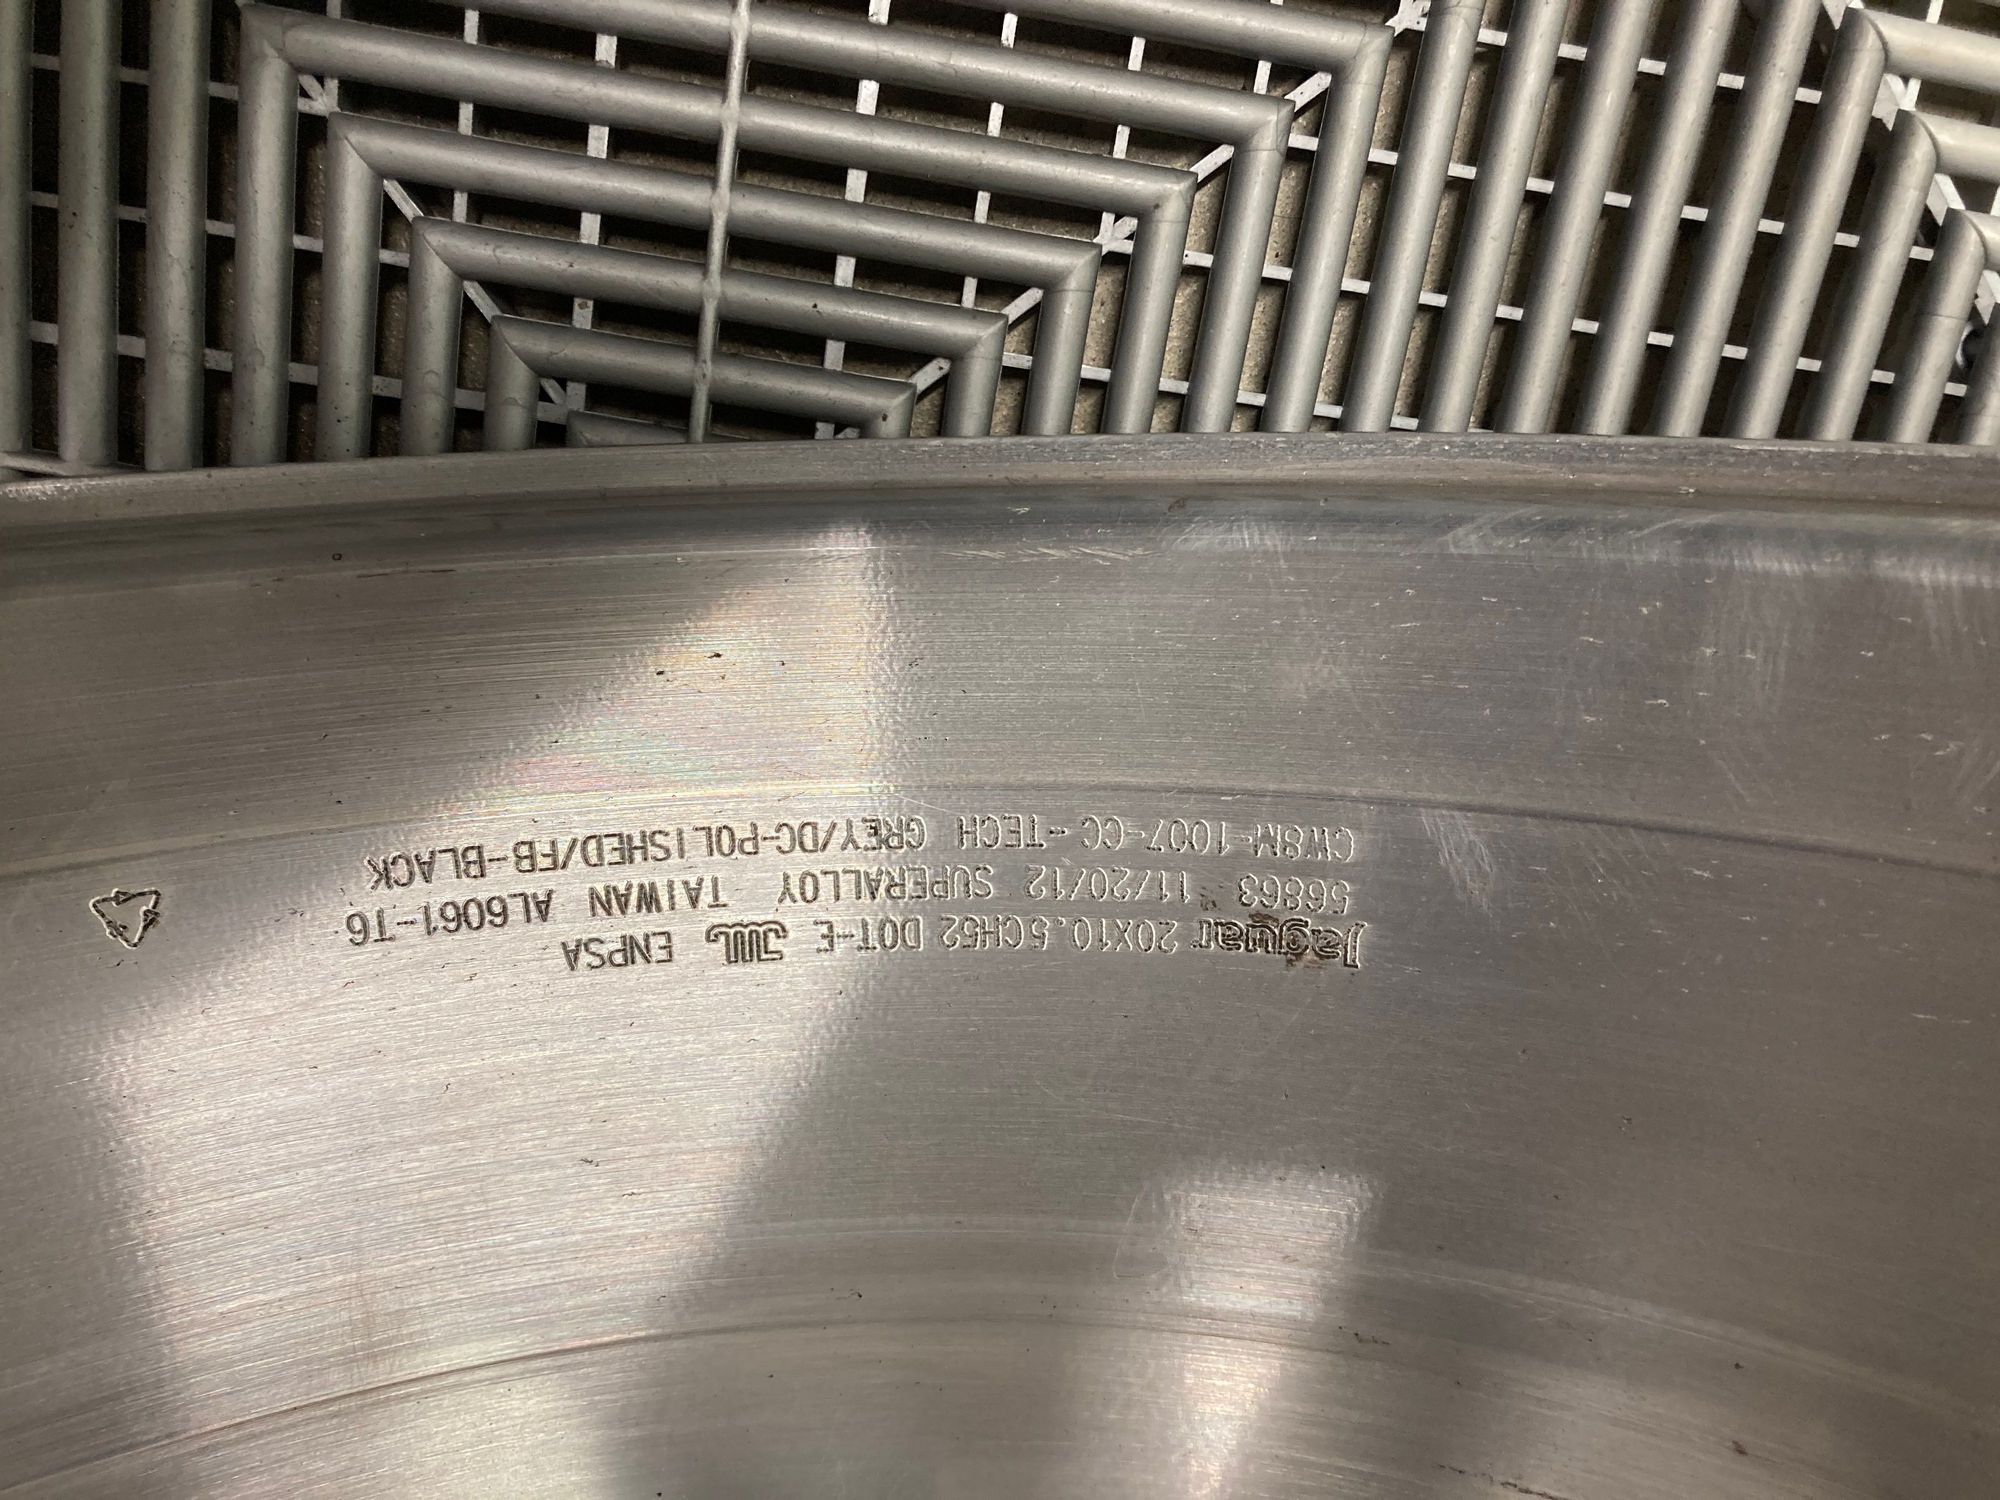 Jaguar 20X10.5CH52 DOT-E JWL ENPSA
56863 11/20/12 SUPERALLOY TAIWAN AL6061-T6
CW8M-1007-CC-TECH GREY/DC-POLISHED/FB-BLACK